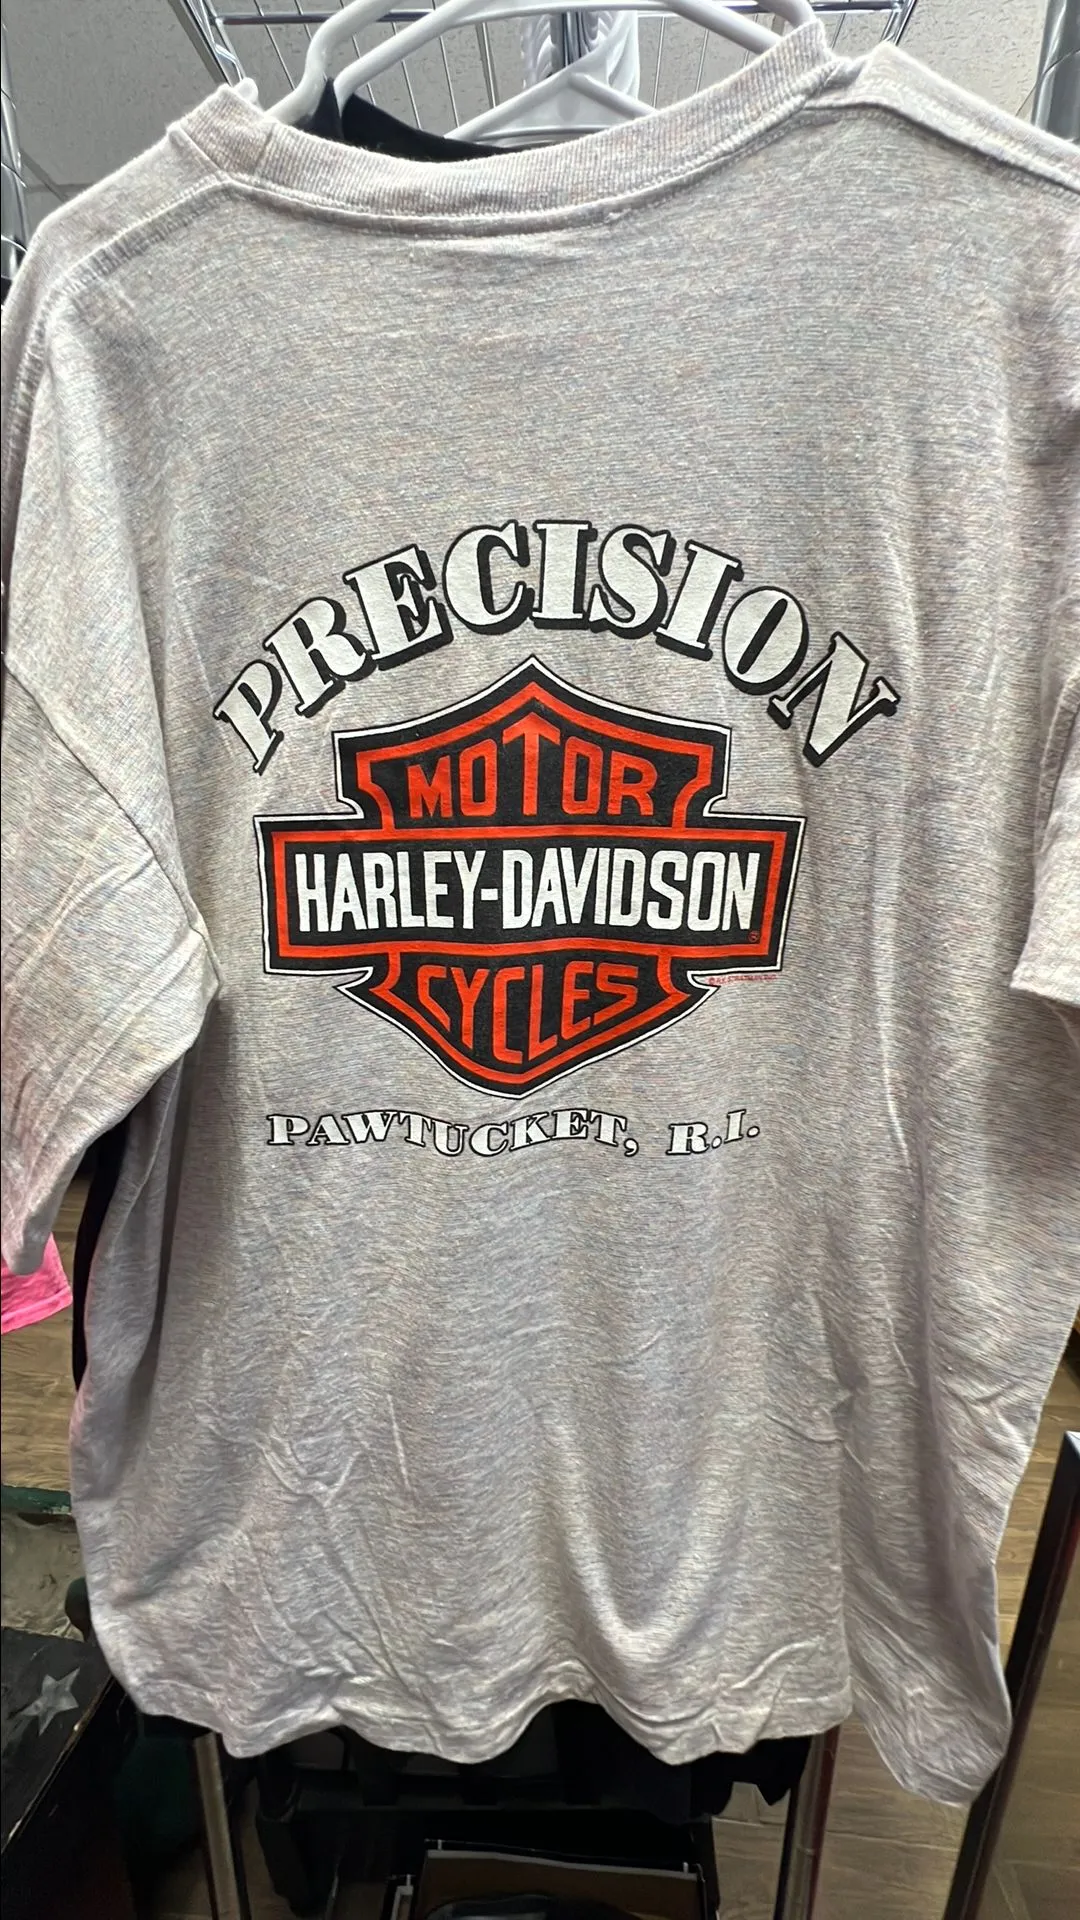 PRECISION
MOTOR
HARLEY-DAVIDSON
®
CYCLES
PAWTUCKET, R.I.